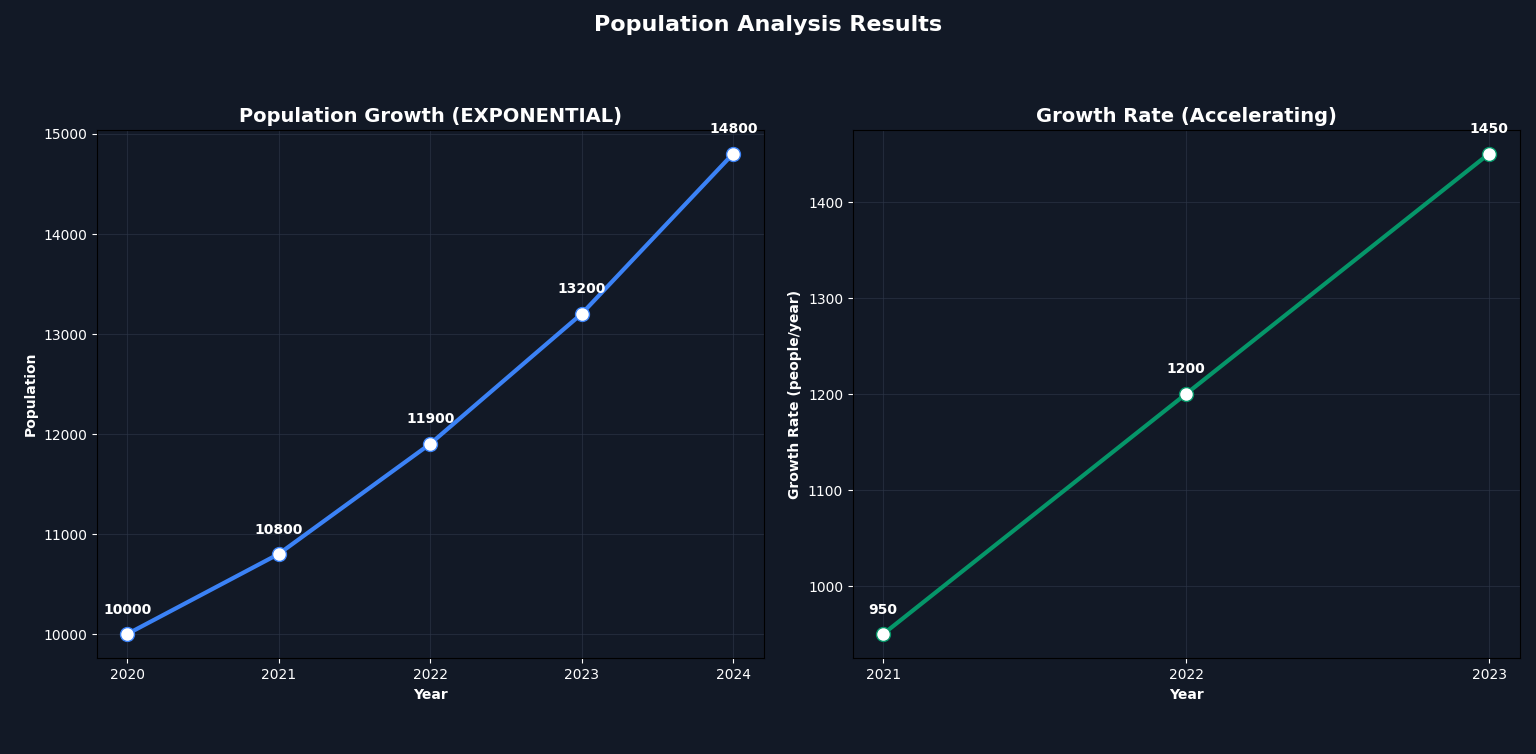 Population Analysis Results
Population Growth (EXPONENTIAL)
15000
14000
13000
12000
11000
10000
Population
10000
10800
11900
13200
14800
2020 2021 2022 2023 2024
Year
Growth Rate (Accelerating)
1400
1300
1200
1100
1000
Growth Rate (people/year)
950
1200
1450
2021 2022 2023
Year